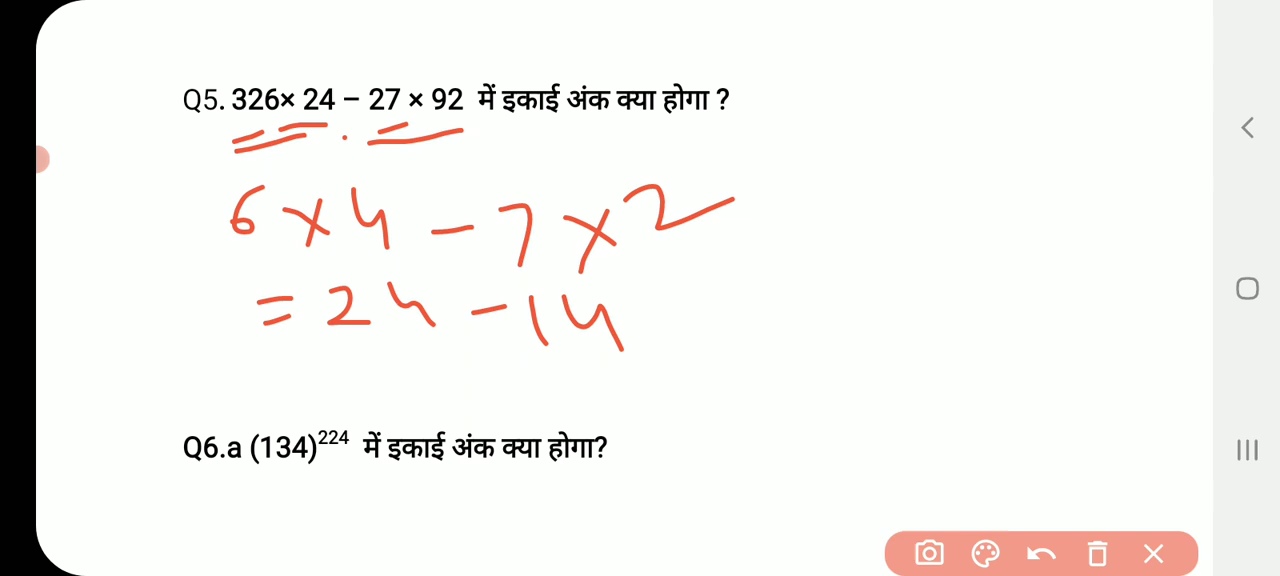 Q5. 326× 24 – 27 × 92 में इकाई अंक क्या होगा ?
6 × 4 – 7 × 2
= 24 – 14
Q6.a (134)²²⁴ में इकाई अंक क्या होगा?